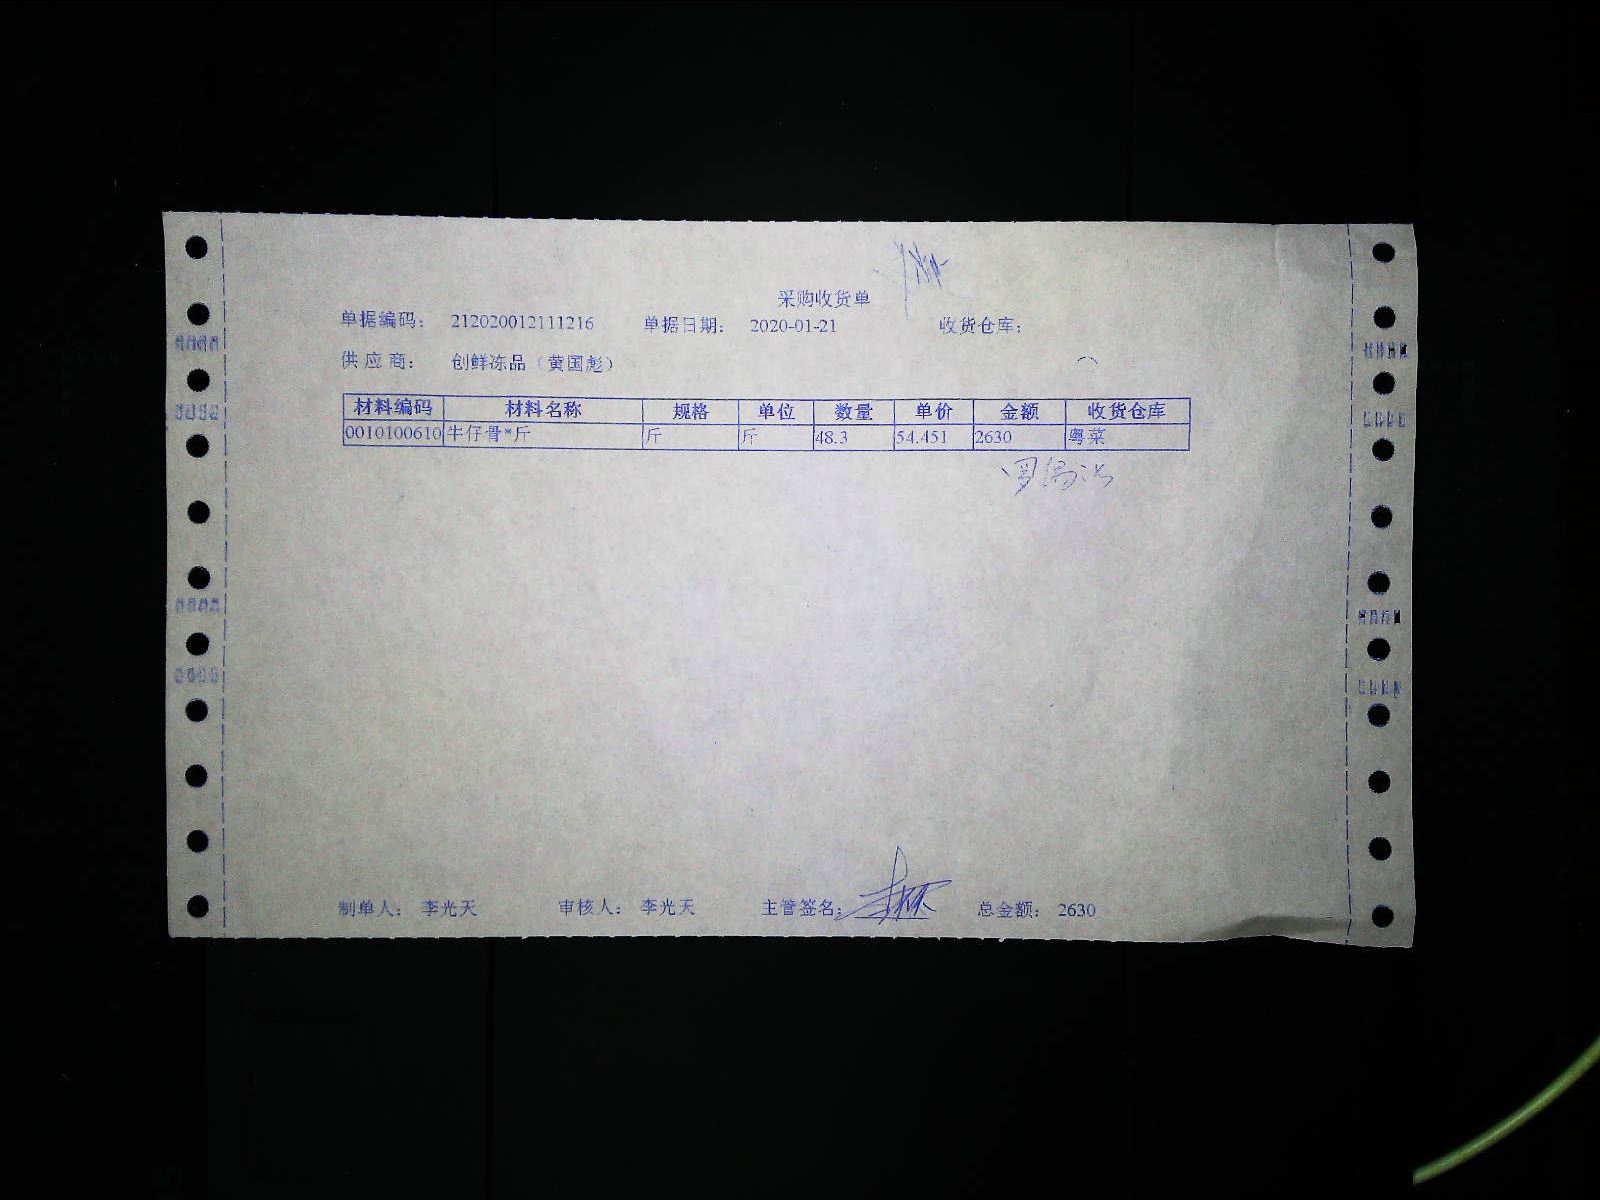 采购收货单
单据编码： 212020012111216 单据日期： 2020-01-21 收货仓库：
供应商： 创鲜冻品（黄国彪）
材料编码 材料名称 规格 单位 数量 单价 金额 收货仓库
0010100610 牛仔骨*斤 斤 斤 48.3 54.451 2630 粤菜
制单人： 李光天 审核人： 李光天 主管签名： 总金额： 2630